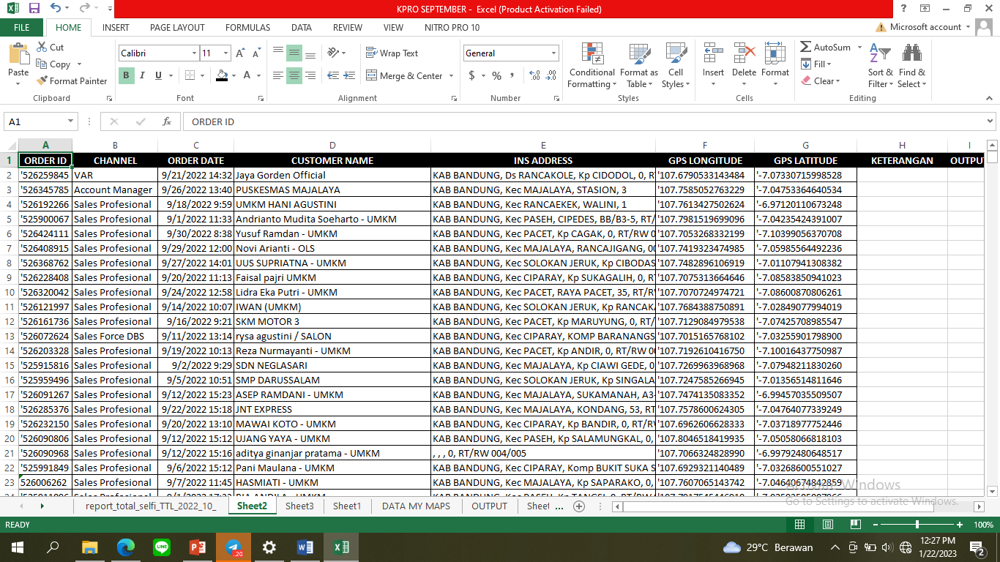 KPRO SEPTEMBER - Excel (Product Activation Failed)
FILE HOME INSERT PAGE LAYOUT FORMULAS DATA REVIEW VIEW NITRO PRO 10 Microsoft account
Paste Cut Copy Format Painter Clipboard
Calibri 11 B I U A Font
Wrap Text Merge & Center Alignment
General $ % , Number
Conditional Formatting Format as Table Cell Styles Styles
Insert Delete Format Cells
AutoSum Fill Clear Sort & Filter Find & Select Editing
A1 fx ORDER ID
A B C D E F G H I
1 ORDER ID CHANNEL ORDER DATE CUSTOMER NAME INS ADDRESS GPS LONGITUDE GPS LATITUDE KETERANGAN OUTPU
2 '526259845 VAR 9/21/2022 14:32 Jaya Gorden Official KAB BANDUNG, Ds RANCAKOLE, Kp CIDODOL, 0, R '107.6790533143484 '-7.07330715998528
3 '526345785 Account Manager 9/26/2022 13:40 PUSKESMAS MAJALAYA KAB BANDUNG, Kec MAJALAYA, STASION, 3 '107.7585052763229 '-7.04753364640534
4 '526192266 Sales Profesional 9/18/2022 9:59 UMKM HANI AGUSTINI KAB BANDUNG, Kec RANCAEKEK, WALINI, 1 '107.7613427502624 '-6.97120110673248
5 '525900067 Sales Profesional 9/1/2022 11:33 Andrianto Mudita Soeharto - UMKM KAB BANDUNG, Kec PASEH, CIPEDES, BB/B3-5, RT/ '107.7981519699096 '-7.04235424391007
6 '526424111 Sales Profesional 9/30/2022 8:38 Yusuf Ramdan - UMKM KAB BANDUNG, Kec PACET, Kp CAGAK, 0, RT/RW 0 '107.7053268332199 '-7.10399056370708
7 '526408915 Sales Profesional 9/29/2022 12:00 Novi Arianti - OLS KAB BANDUNG, Kec MAJALAYA, RANCAJIGANG, 00 '107.7419323474985 '-7.05985564492236
8 '526368762 Sales Profesional 9/27/2022 14:01 UUS SUPRIATNA - UMKM KAB BANDUNG, Kec SOLOKAN JERUK, Kp CIBODAS '107.7482896106919 '-7.01107941308382
9 '526228408 Sales Profesional 9/20/2022 11:13 Faisal pajri UMKM KAB BANDUNG, Kec CIPARAY, Kp SUKAGALIH, 0, R '107.7075313664646 '-7.08583850941023
10 '526320042 Sales Profesional 9/24/2022 12:58 Lidra Eka Putri - UMKM KAB BANDUNG, Kec PACET, RAYA PACET, 35, RT/R '107.7070724974721 '-7.08600870806261
11 '526121997 Sales Profesional 9/14/2022 10:07 IWAN (UMKM) KAB BANDUNG, Kec SOLOKAN JERUK, Kp RANCAK '107.7684388750891 '-7.02849077994019
12 '526161736 Sales Profesional 9/16/2022 9:21 SKM MOTOR 3 KAB BANDUNG, Kec PACET, Kp MARUYUNG, 0, RT/ '107.7129084979538 '-7.07425708985547
13 '526072624 Sales Force DBS 9/11/2022 13:14 rysa agustini / SALON KAB BANDUNG, Kec CIPARAY, KOMP BARANANGS '107.7015165768102 '-7.03255901798900
14 '526203328 Sales Profesional 9/19/2022 10:13 Reza Nurmayanti - UMKM KAB BANDUNG, Kec PACET, Kp ANDIR, 0, RT/RW 00 '107.7192610416750 '-7.10016437750987
15 '525915816 Sales Profesional 9/2/2022 9:29 SDN NEGLASARI KAB BANDUNG, Kec MAJALAYA, Kp CIAWI GEDE, 0 '107.7269963968968 '-7.07948211830260
16 '525959496 Sales Profesional 9/5/2022 10:51 SMP DARUSSALAM KAB BANDUNG, Kec SOLOKAN JERUK, Kp SINGALA '107.7247585266945 '-7.01356514811646
17 '526091267 Sales Profesional 9/12/2022 15:23 ASEP RAMDANI - UMKM KAB BANDUNG, Kec MAJALAYA, SUKAMANAH, A3- '107.7474135083352 '-6.99457035509507
18 '526285376 Sales Profesional 9/22/2022 15:18 JNT EXPRESS KAB BANDUNG, Kec MAJALAYA, KONDANG, 53, RT '107.7578600624305 '-7.04764077339249
19 '526232150 Sales Profesional 9/20/2022 13:10 MAWAI KOTO - UMKM KAB BANDUNG, Kec CIPARAY, Kp BANDIR, 0, RT/R '107.6962606628333 '-7.03718977752446
20 '526090806 Sales Profesional 9/12/2022 15:12 UJANG YAYA - UMKM KAB BANDUNG, Kec PASEH, Kp SALAMUNGKAL, 0, '107.8046518419935 '-7.05058066818103
21 '526090968 Sales Profesional 9/12/2022 15:16 aditya ginanjar pratama - UMKM , , , 0, RT/RW 004/005 '107.7066324828990 '-6.99792480648517
22 '525991849 Sales Profesional 9/6/2022 15:12 Pani Maulana - UMKM KAB BANDUNG, Kec CIPARAY, Komp BUKIT SUKA S '107.6929321140489 '-7.03268600551027
23 526006262 Sales Profesional 9/7/2022 11:45 HASMIATI - UMKM KAB BANDUNG, Kec MAJALAYA, Kp SAPARAKO, 0, '107.7607065143742 '-7.04640674842859
Activate Windows
Go to Settings to activate Windows.
report_total_selfi_TTL_2022_10_ Sheet2 Sheet3 Sheet1 DATA MY MAPS OUTPUT Sheet ...
READY 100%
20 29°C Berawan 12:27 PM
1/22/2023 2